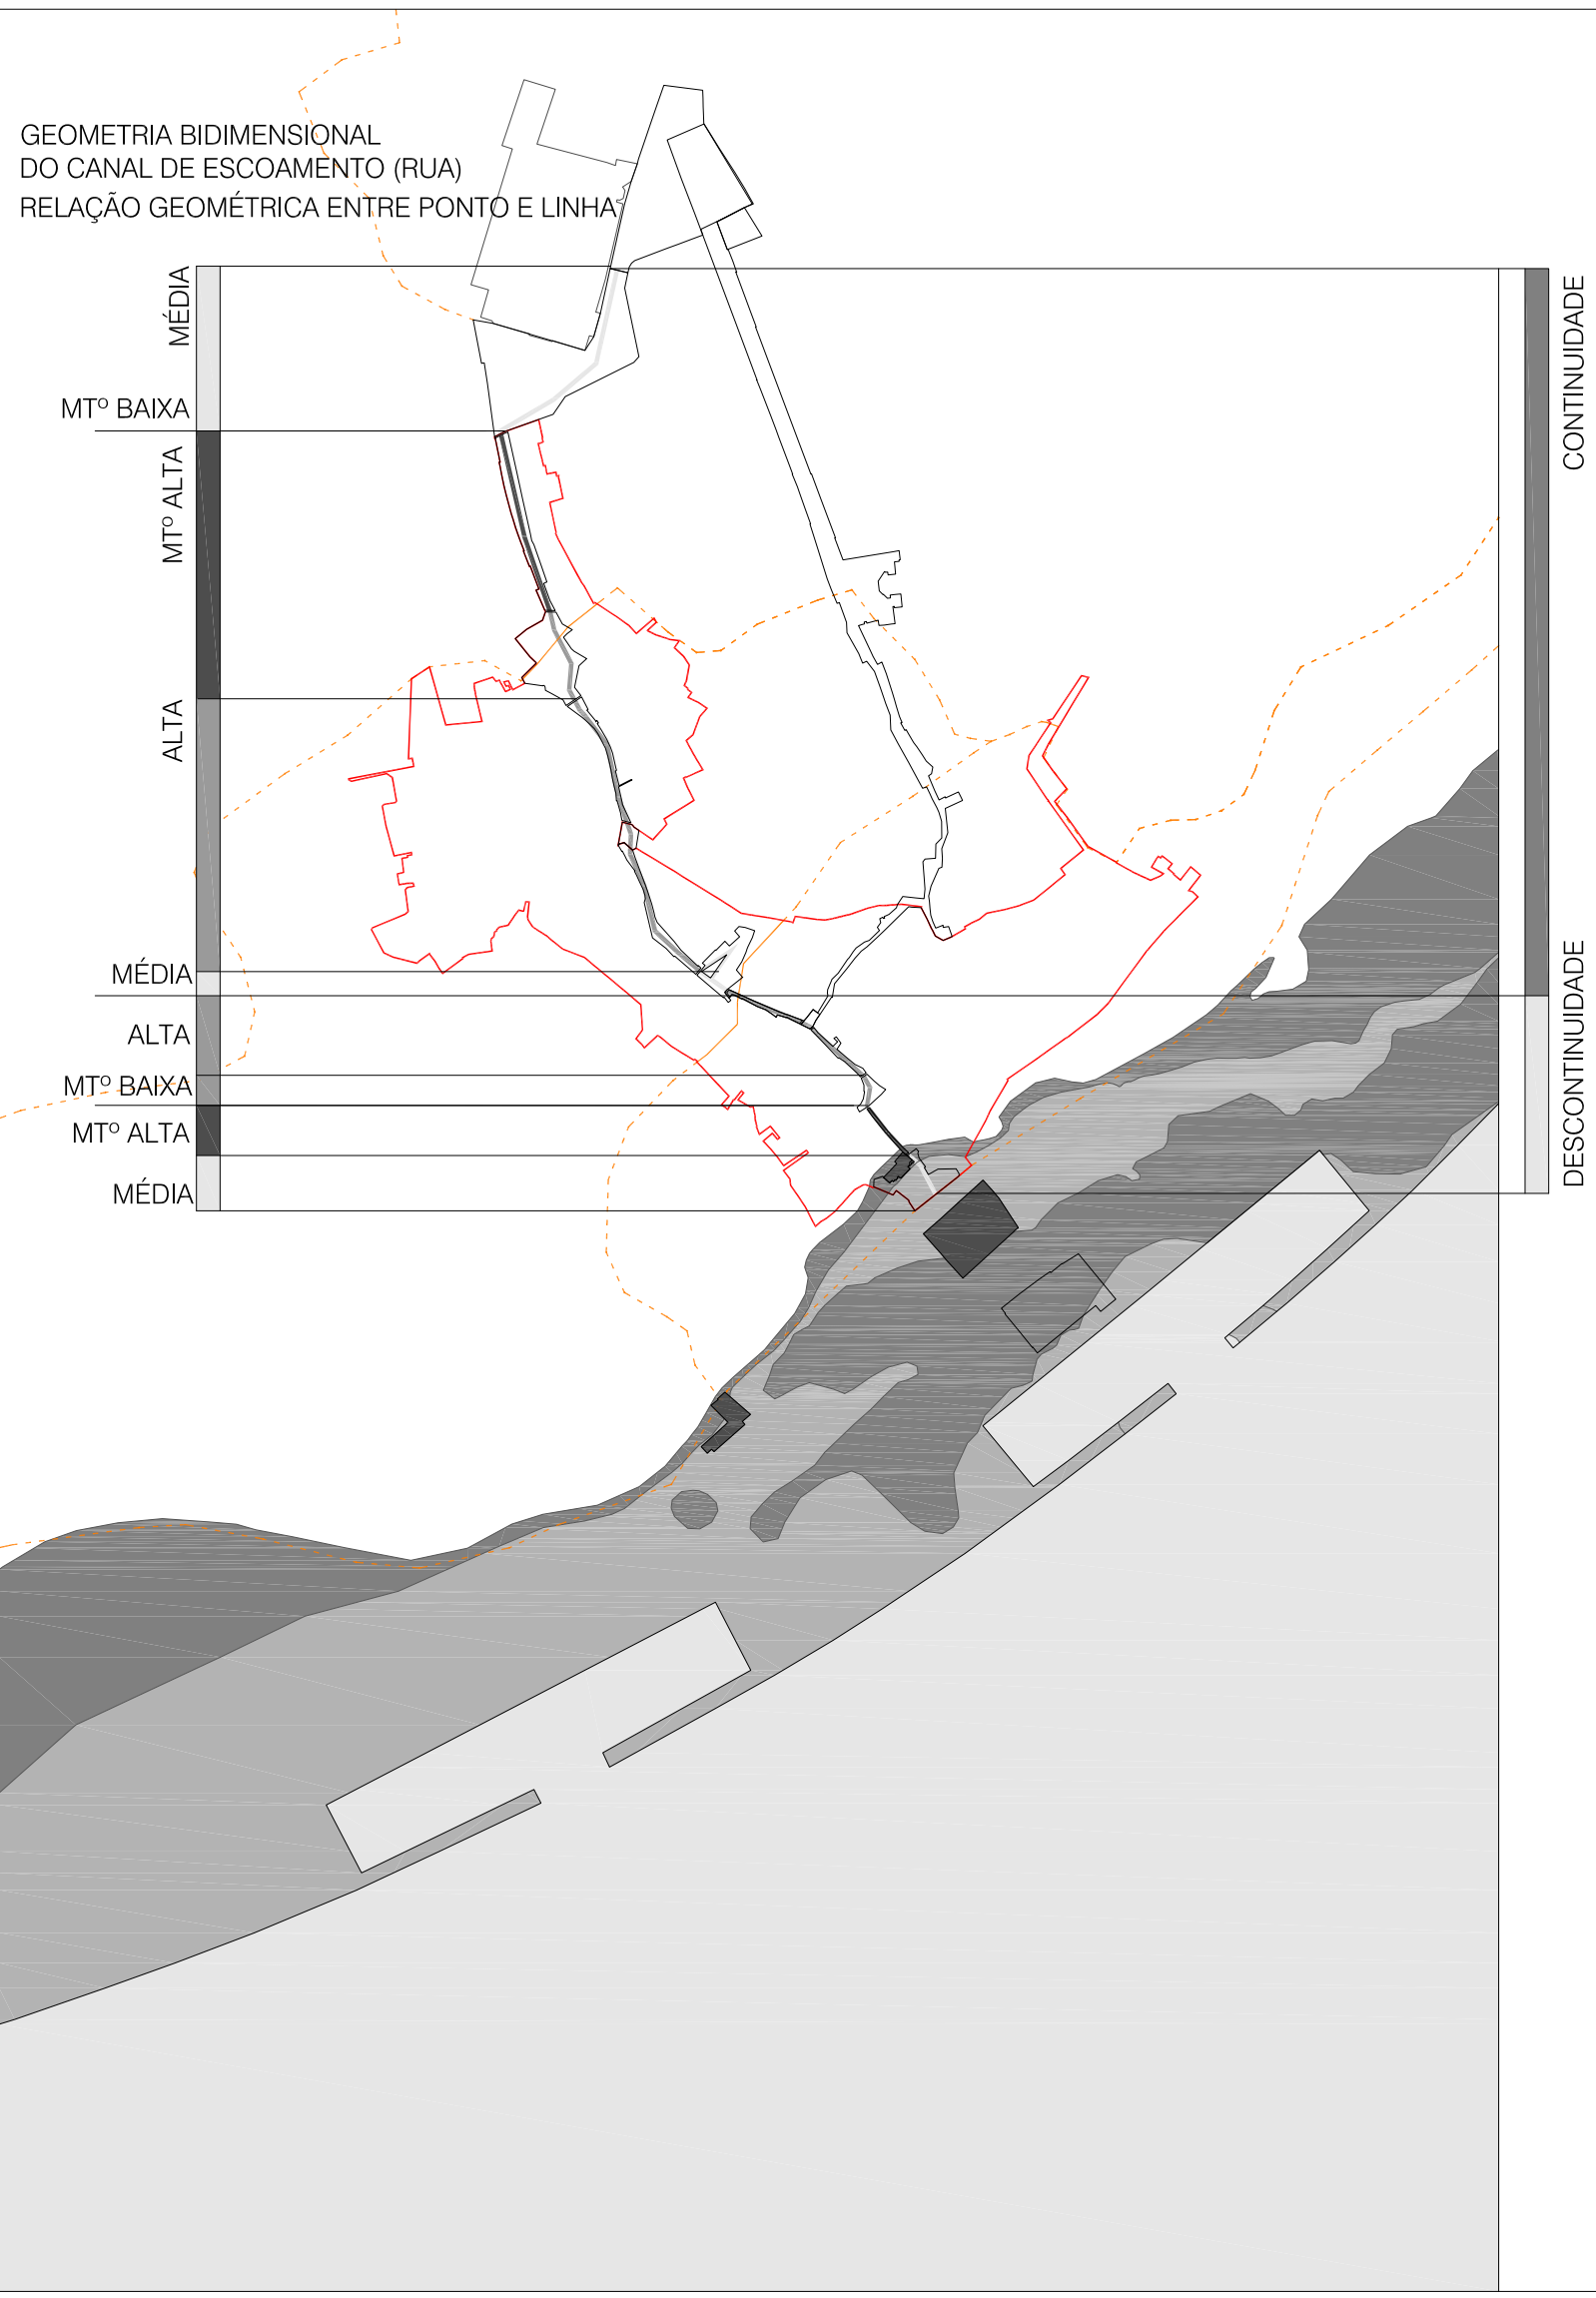 GEOMETRIA BIDIMENSIONAL
DO CANAL DE ESCOAMENTO (RUA)
RELAÇÃO GEOMÉTRICA ENTRE PONTO E LINHA
MÉDIA
MTº BAIXA
MTº ALTA
ALTA
MÉDIA
ALTA
MTº BAIXA
MTº ALTA
MÉDIA
CONTINUIDADE
DESCONTINUIDADE